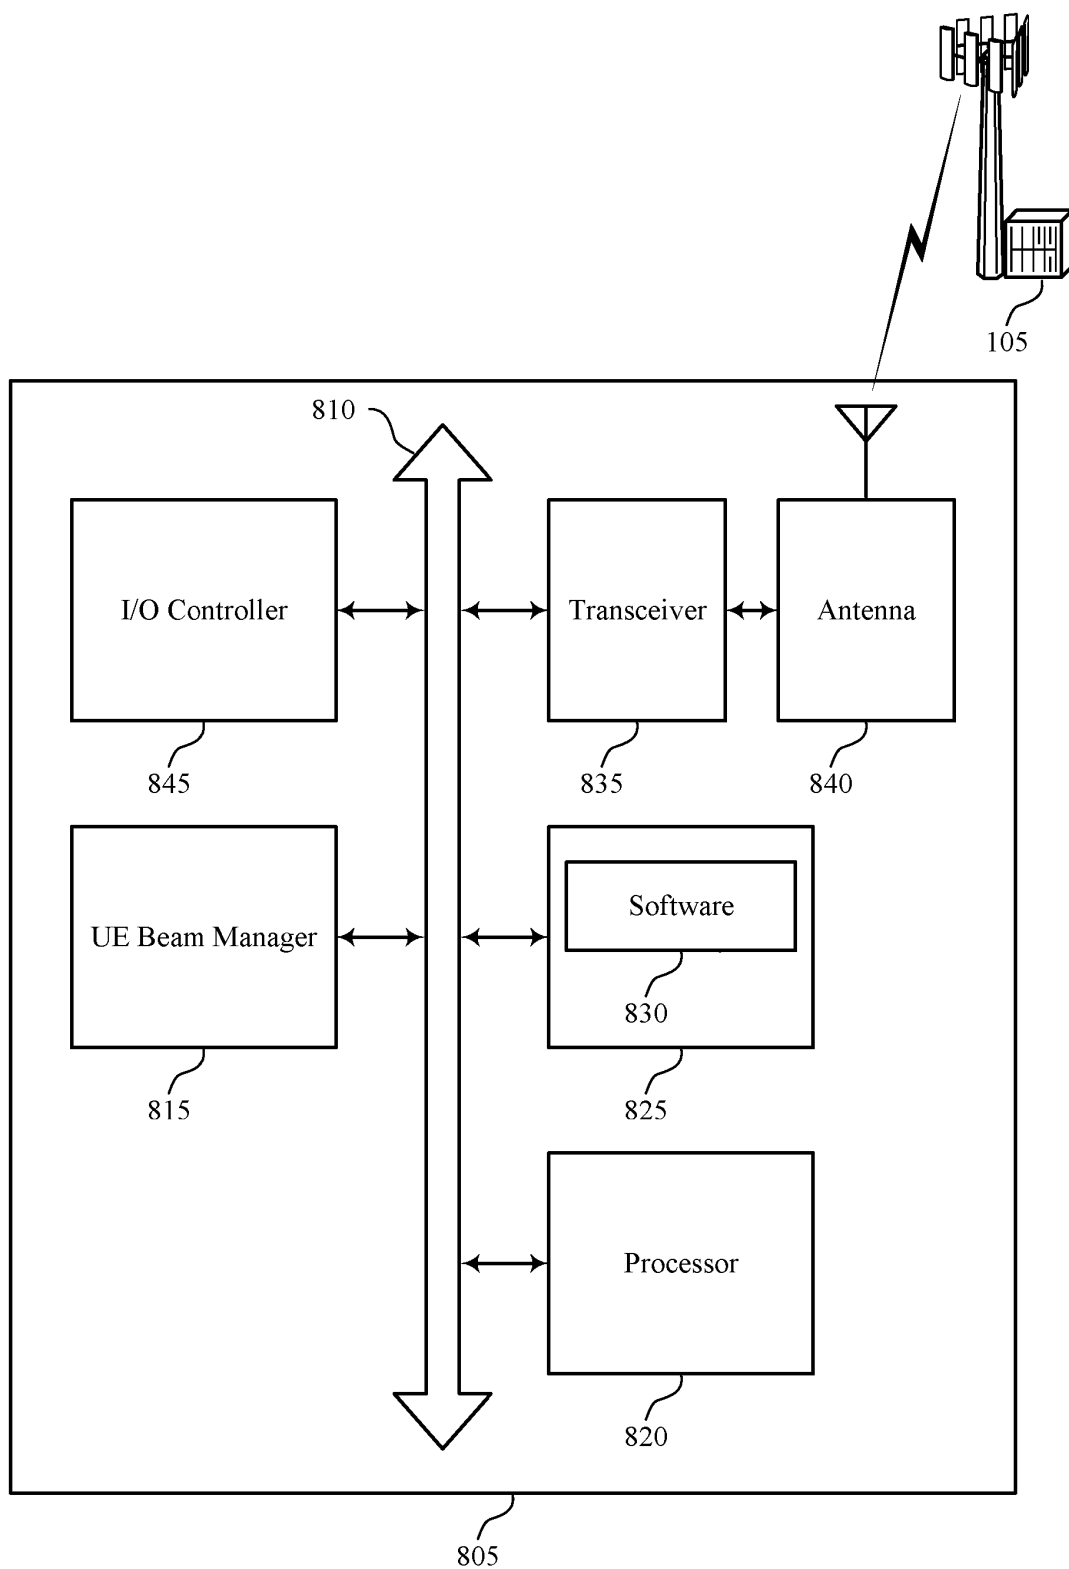 105
810
I/O Controller
Transceiver
Antenna
845
835
840
UE Beam Manager
Software
830
815
825
Processor
820
805